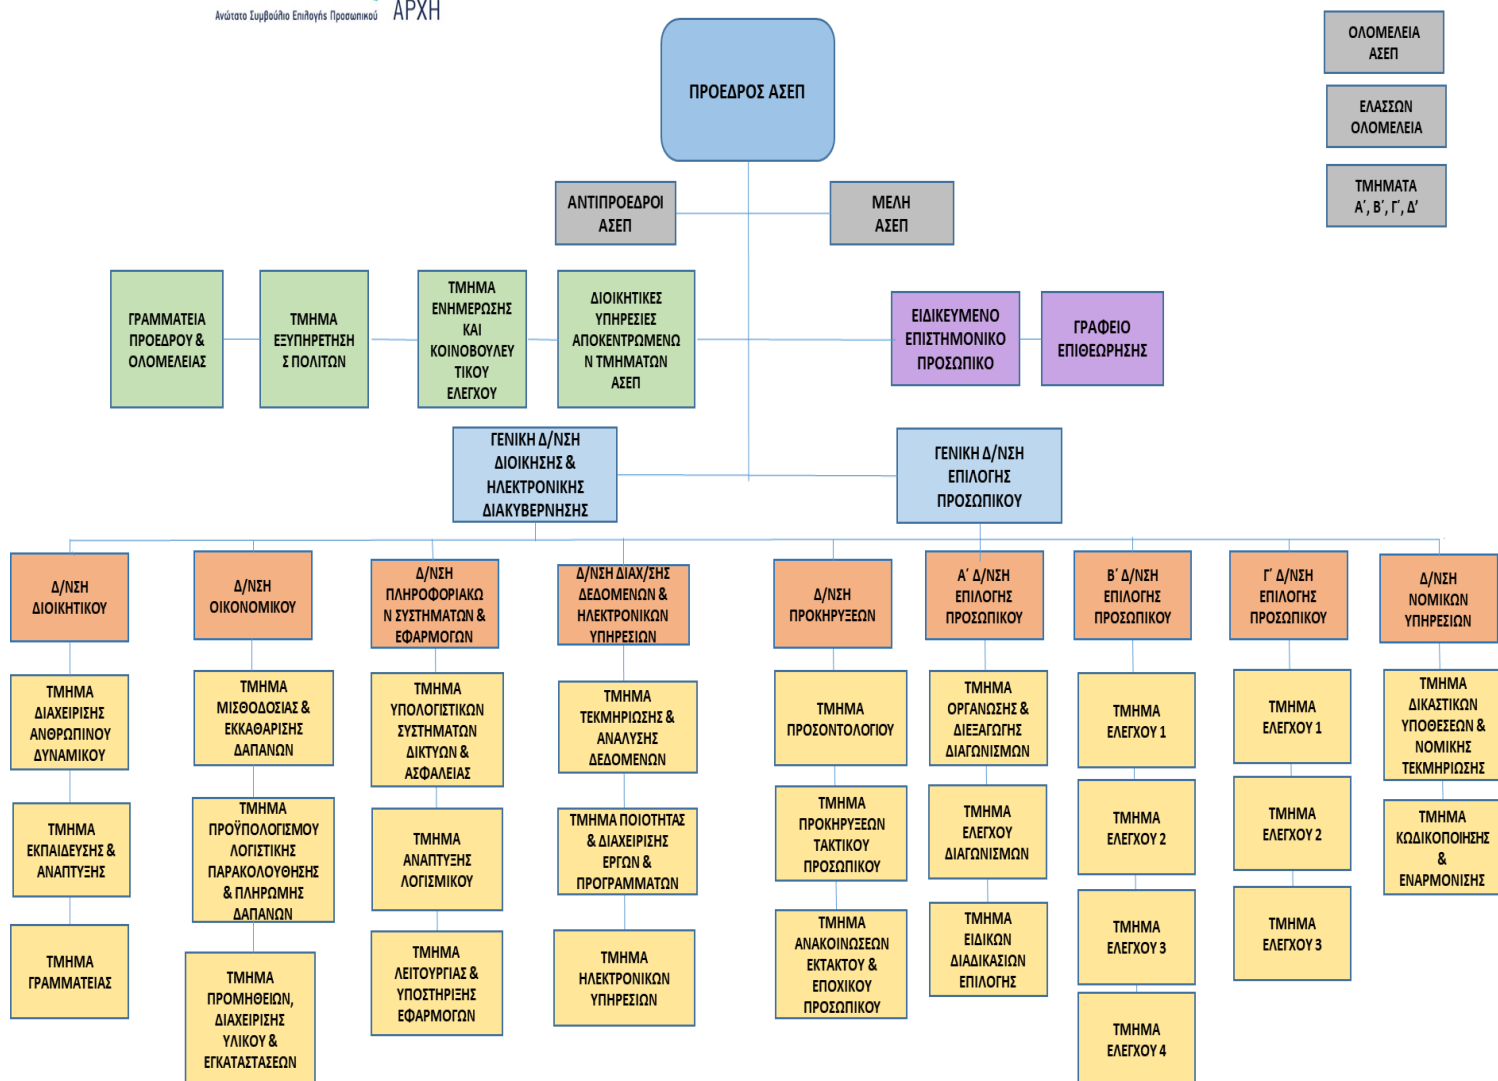 Ανώτατο Συμβούλιο Επιλογής Προσωπικού
ΑΡΧΗ
ΠΡΟΕΔΡΟΣ ΑΣΕΠ
ΟΛΟΜΕΛΕΙΑ
ΑΣΕΠ
ΕΛΑΣΣΩΝ
ΟΛΟΜΕΛΕΙΑ
ΤΜΗΜΑΤΑ
Α΄, Β΄, Γ΄, Δ'
ΑΝΤΙΠΡΟΕΔΡΟΙ
ΑΣΕΠ
ΜΕΛΗ
ΑΣΕΠ
ΓΡΑΜΜΑΤΕΙΑ
ΠΡΟΕΔΡΟΥ &
ΟΛΟΜΕΛΕΙΑΣ
ΤΜΗΜΑ
ΕΞΥΠΗΡΕΤΗΣΗ
Σ ΠΟΛΙΤΩΝ
ΤΜΗΜΑ
ΕΝΗΜΕΡΩΣΗΣ
ΚΑΙ
ΚΟΙΝΟΒΟΥΛΕΥ
ΤΙΚΟΥ
ΕΛΕΓΧΟΥ
ΔΙΟΙΚΗΤΙΚΕΣ
ΥΠΗΡΕΣΙΕΣ
ΑΠΟΚΕΝΤΡΩΜΕΝΩ
Ν ΤΜΗΜΑΤΩΝ
ΑΣΕΠ
ΕΙΔΙΚΕΥΜΕΝΟ
ΕΠΙΣΤΗΜΟΝΙΚΟ
ΠΡΟΣΩΠΙΚΟ
ΓΡΑΦΕΙΟ
ΕΠΙΘΕΩΡΗΣΗΣ
ΓΕΝΙΚΗ Δ/ΝΣΗ
ΔΙΟΙΚΗΣΗΣ &
ΗΛΕΚΤΡΟΝΙΚΗΣ
ΔΙΑΚΥΒΕΡΝΗΣΗΣ
ΓΕΝΙΚΗ Δ/ΝΣΗ
ΕΠΙΛΟΓΗΣ
ΠΡΟΣΩΠΙΚΟΥ
Δ/ΝΣΗ
ΔΙΟΙΚΗΤΙΚΟΥ
Δ/ΝΣΗ
ΟΙΚΟΝΟΜΙΚΟΥ
Δ/ΝΣΗ
ΠΛΗΡΟΦΟΡΙΑΚΩ
Ν ΣΥΣΤΗΜΑΤΩΝ &
ΕΦΑΡΜΟΓΩΝ
Δ/ΝΣΗ ΔΙΑΧ/ΣΗΣ
ΔΕΔΟΜΕΝΩΝ &
ΗΛΕΚΤΡΟΝΙΚΩΝ
ΥΠΗΡΕΣΙΩΝ
Δ/ΝΣΗ
ΠΡΟΚΗΡΥΞΕΩΝ
Α΄ Δ/ΝΣΗ
ΕΠΙΛΟΓΗΣ
ΠΡΟΣΩΠΙΚΟΥ
Β΄ Δ/ΝΣΗ
ΕΠΙΛΟΓΗΣ
ΠΡΟΣΩΠΙΚΟΥ
Γ΄ Δ/ΝΣΗ
ΕΠΙΛΟΓΗΣ
ΠΡΟΣΩΠΙΚΟΥ
Δ/ΝΣΗ
ΝΟΜΙΚΩΝ
ΥΠΗΡΕΣΙΩΝ
ΤΜΗΜΑ
ΔΙΑΧΕΙΡΙΣΗΣ
ΑΝΘΡΩΠΙΝΟΥ
ΔΥΝΑΜΙΚΟΥ
ΤΜΗΜΑ
ΕΚΠΑΙΔΕΥΣΗΣ &
ΑΝΑΠΤΥΞΗΣ
ΤΜΗΜΑ
ΓΡΑΜΜΑΤΕΙΑΣ
ΤΜΗΜΑ
ΜΙΣΘΟΔΟΣΙΑΣ &
ΕΚΚΑΘΑΡΙΣΗΣ
ΔΑΠΑΝΩΝ
ΤΜΗΜΑ
ΠΡΟΫΠΟΛΟΓΙΣΜΟΥ
ΛΟΓΙΣΤΙΚΗΣ
ΠΑΡΑΚΟΛΟΥΘΗΣΗΣ
& ΠΛΗΡΩΜΗΣ
ΔΑΠΑΝΩΝ
ΤΜΗΜΑ
ΠΡΟΜΗΘΕΙΩΝ,
ΔΙΑΧΕΙΡΙΣΗΣ
ΥΛΙΚΟΥ &
ΕΓΚΑΤΑΣΤΑΣΕΩΝ
ΤΜΗΜΑ
ΥΠΟΛΟΓΙΣΤΙΚΩΝ
ΣΥΣΤΗΜΑΤΩΝ
ΔΙΚΤΥΩΝ &
ΑΣΦΑΛΕΙΑΣ
ΤΜΗΜΑ
ΑΝΑΠΤΥΞΗΣ
ΛΟΓΙΣΜΙΚΟΥ
ΤΜΗΜΑ
ΛΕΙΤΟΥΡΓΙΑΣ &
ΥΠΟΣΤΗΡΙΞΗΣ
ΕΦΑΡΜΟΓΩΝ
ΤΜΗΜΑ
ΤΕΚΜΗΡΙΩΣΗΣ &
ΑΝΑΛΥΣΗΣ
ΔΕΔΟΜΕΝΩΝ
ΤΜΗΜΑ ΠΟΙΟΤΗΤΑΣ
& ΔΙΑΧΕΙΡΙΣΗΣ
ΕΡΓΩΝ &
ΠΡΟΓΡΑΜΜΑΤΩΝ
ΤΜΗΜΑ
ΗΛΕΚΤΡΟΝΙΚΩΝ
ΥΠΗΡΕΣΙΩΝ
ΤΜΗΜΑ
ΠΡΟΣΟΝΤΟΛΟΓΙΟΥ
ΤΜΗΜΑ
ΠΡΟΚΗΡΥΞΕΩΝ
ΤΑΚΤΙΚΟΥ
ΠΡΟΣΩΠΙΚΟΥ
ΤΜΗΜΑ
ΑΝΑΚΟΙΝΩΣΕΩΝ
ΕΚΤΑΚΤΟΥ &
ΕΠΟΧΙΚΟΥ
ΠΡΟΣΩΠΙΚΟΥ
ΤΜΗΜΑ
ΟΡΓΑΝΩΣΗΣ &
ΔΙΕΞΑΓΩΓΗΣ
ΔΙΑΓΩΝΙΣΜΩΝ
ΤΜΗΜΑ
ΕΛΕΓΧΟΥ
ΔΙΑΓΩΝΙΣΜΩΝ
ΤΜΗΜΑ
ΕΙΔΙΚΩΝ
ΔΙΑΔΙΚΑΣΙΩΝ
ΕΠΙΛΟΓΗΣ
ΤΜΗΜΑ
ΕΛΕΓΧΟΥ 1
ΤΜΗΜΑ
ΕΛΕΓΧΟΥ 2
ΤΜΗΜΑ
ΕΛΕΓΧΟΥ 3
ΤΜΗΜΑ
ΕΛΕΓΧΟΥ 4
ΤΜΗΜΑ
ΕΛΕΓΧΟΥ 1
ΤΜΗΜΑ
ΕΛΕΓΧΟΥ 2
ΤΜΗΜΑ
ΕΛΕΓΧΟΥ 3
ΤΜΗΜΑ
ΔΙΚΑΣΤΙΚΩΝ
ΥΠΟΘΕΣΕΩΝ &
ΝΟΜΙΚΗΣ
ΤΕΚΜΗΡΙΩΣΗΣ
ΤΜΗΜΑ
ΚΩΔΙΚΟΠΟΙΗΣΗΣ
&
ΕΝΑΡΜΟΝΙΣΗΣ